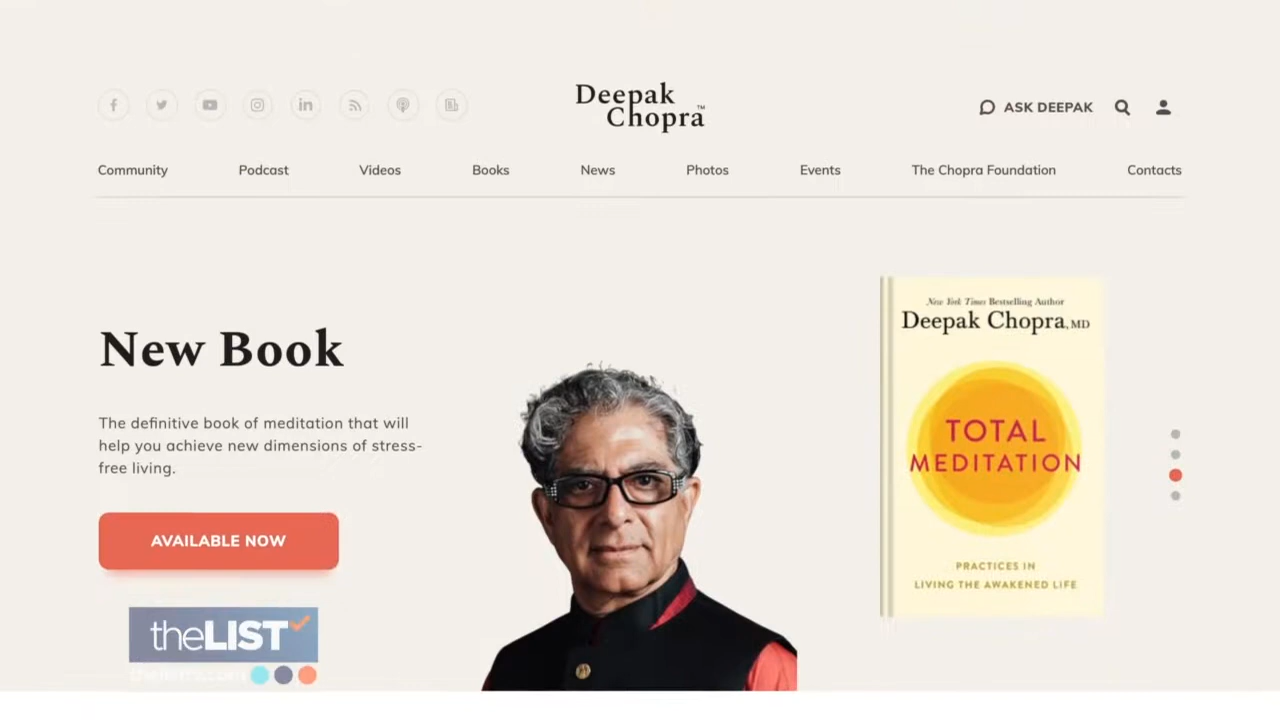 Deepak
Chopra™
ASK DEEPAK
Community
Podcast
Videos
Books
News
Photos
Events
The Chopra Foundation
Contacts
New Book
The definitive book of meditation that will
help you achieve new dimensions of stress-
free living.
AVAILABLE NOW
New York Times Bestselling Author
Deepak Chopra, MD
TOTAL
MEDITATION
PRACTICES IN
LIVING THE AWAKENED LIFE
theLIST